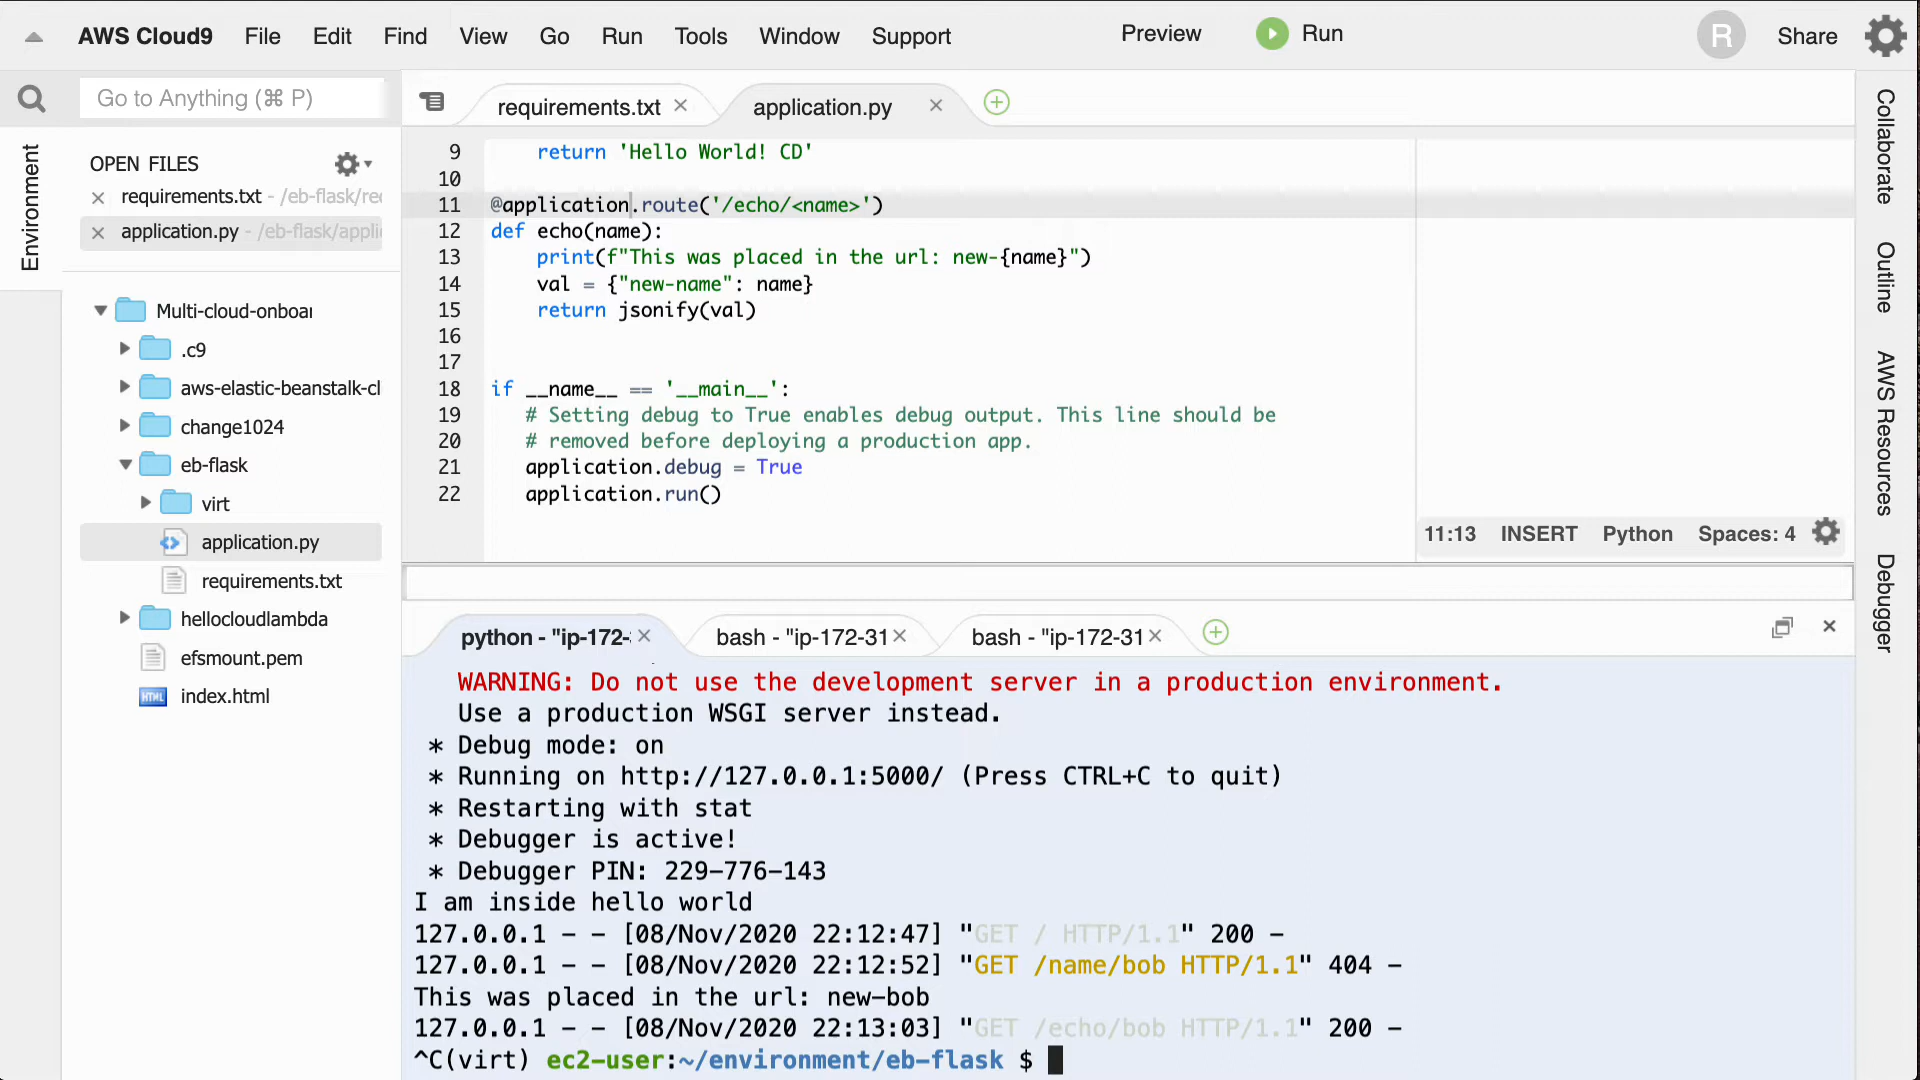 AWS Cloud9 File Edit Find View Go Run Tools Window Support Preview Run R Share
Go to Anything (⌘ P)
requirements.txt
application.py
Environment
OPEN FILES
requirements.txt - /eb-flask/re
application.py - /eb-flask/appli
Multi-cloud-onboar
.c9
aws-elastic-beanstalk-cl
change1024
eb-flask
virt
application.py
requirements.txt
hellocloudlambda
efsmount.pem
HTML index.html
9 return 'Hello World! CD'
10
11 @application.route('/echo/<name>')
12 def echo(name):
13 print(f"This was placed in the url: new-{name}")
14 val = {"new-name": name}
15 return jsonify(val)
16
17
18 if __name__ == '__main__':
19 # Setting debug to True enables debug output. This line should be
20 # removed before deploying a production app.
21 application.debug = True
22 application.run()
11:13 INSERT Python Spaces: 4
Collaborate
Outline
AWS Resources
Debugger
python - "ip-172-
bash - "ip-172-31
bash - "ip-172-31
WARNING: Do not use the development server in a production environment.
Use a production WSGI server instead.
* Debug mode: on
* Running on http://127.0.0.1:5000/ (Press CTRL+C to quit)
* Restarting with stat
* Debugger is active!
* Debugger PIN: 229-776-143
I am inside hello world
127.0.0.1 - - [08/Nov/2020 22:12:47] "GET / HTTP/1.1" 200 -
127.0.0.1 - - [08/Nov/2020 22:12:52] "GET /name/bob HTTP/1.1" 404 -
This was placed in the url: new-bob
127.0.0.1 - - [08/Nov/2020 22:13:03] "GET /echo/bob HTTP/1.1" 200 -
^C(virt) ec2-user:~/environment/eb-flask $